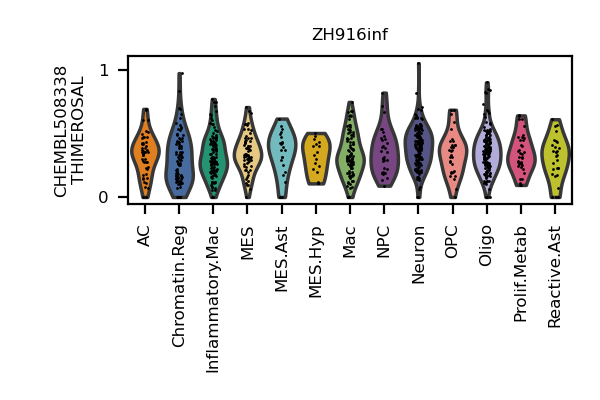 ZH916inf
CHEMBL508338
THIMEROSAL
1
0
AC
Chromatin.Reg
Inflammatory.Mac
MES
MES.Ast
MES.Hyp
Mac
NPC
Neuron
OPC
Oligo
Prolif.Metab
Reactive.Ast